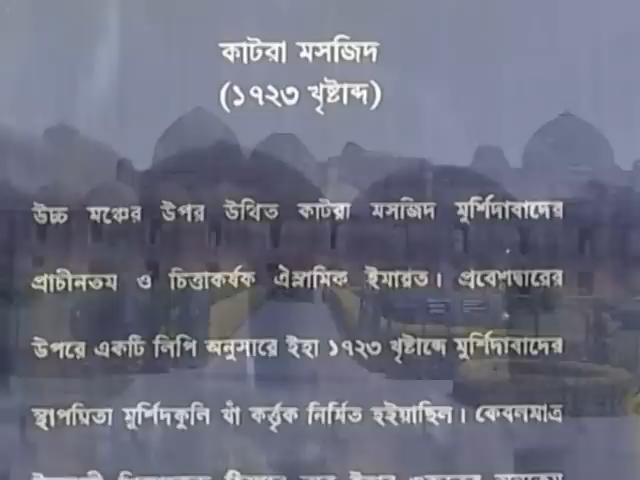 কাটরা মসজিদ
(১৭২৩ খৃষ্টাব্দ)
উচ্চ মঞ্চের উপর উত্থিত কাটরা মসজিদ মুর্শিদাবাদের
প্রাচীনতম ও চিত্তাকর্ষক ঐস্লামিক ইমারত। প্রবেশদ্বারের
উপরে একটি লিপি অনুসারে ইহা ১৭২৩ খৃষ্টাব্দে মুর্শিদাবাদের
স্থাপয়িতা মুর্শিদকুলি খাঁ কর্ত্তৃক নির্মিত হইয়াছিল। কেবলমাত্র